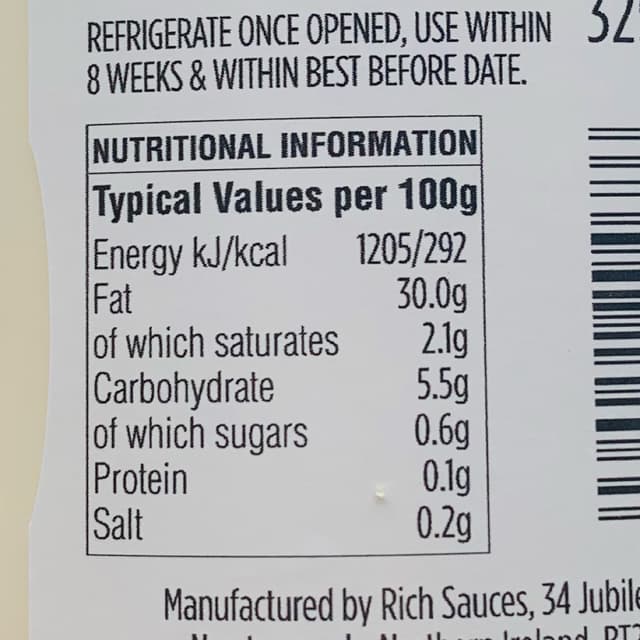 REFRIGERATE ONCE OPENED, USE WITHIN
8 WEEKS & WITHIN BEST BEFORE DATE.
NUTRITIONAL INFORMATION
Typical Values per 100g
Energy kJ/kcal 1205/292
Fat 30.0g
of which saturates 2.1g
Carbohydrate 5.5g
of which sugars 0.6g
Protein 0.1g
Salt 0.2g
Manufactured by Rich Sauces, 34